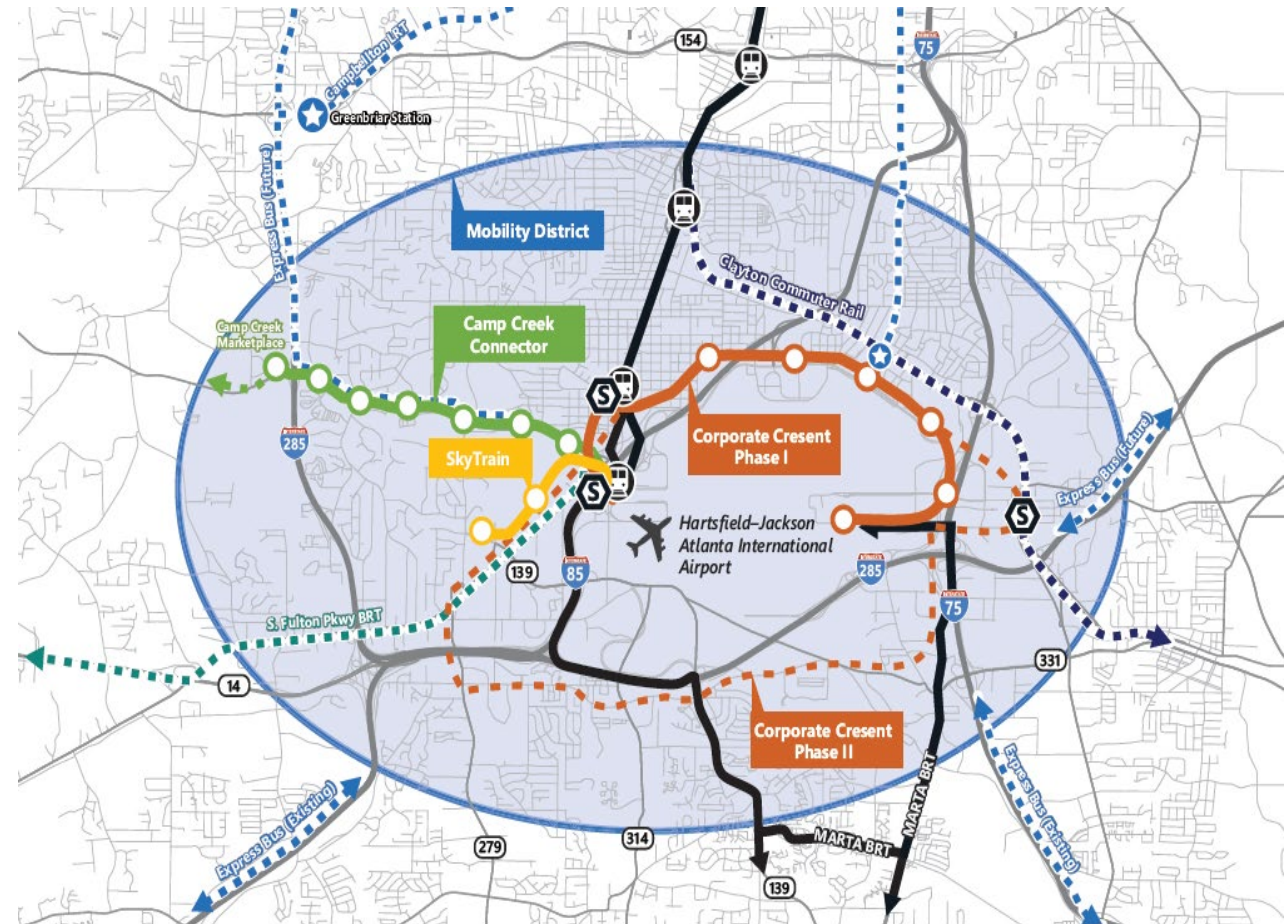 154
INTERSTATE
75
Campbellton LRT
Greenbriar Station
Express Bus (Future)
Mobility District
Clayton Commuter Rail
Camp Creek
Marketplace
Camp Creek
Connector
S
Corporate Cresent
Phase I
SkyTrain
285
S
Express Bus (Future)
S
Hartsfield–Jackson
Atlanta International
Airport
139
85
285
75
S. Fulton Pkwy BRT
14
331
Corporate Cresent
Phase II
Express Bus (Existing)
MARTA BRT
Express Bus (Existing)
279
314
MARTA BRT
139